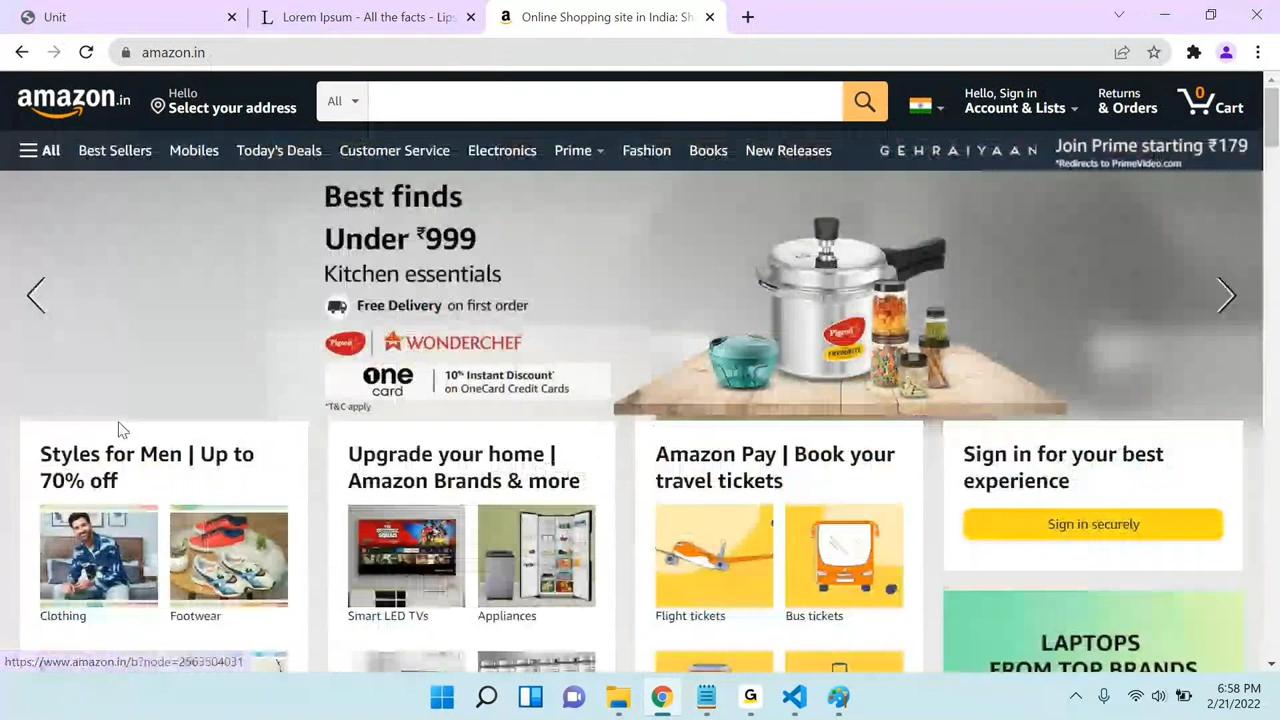 Unit
Lorem Ipsum - All the facts - Lips
Online Shopping site in India: Sh
amazon.in
amazon.in
Hello
Select your address
All
Hello, Sign in
Account & Lists
Returns
& Orders
0
Cart
All
Best Sellers
Mobiles
Today's Deals
Customer Service
Electronics
Prime
Fashion
Books
New Releases
GEHRAIYAAN
Join Prime starting ₹179
*Redirects to PrimeVideo.com
Best finds
Under ₹999
Kitchen essentials
Free Delivery on first order
Pigeon
WONDERCHEF
one
card
10% Instant Discount*
on OneCard Credit Cards
*T&C apply
Pigeon
FAVOURITE
Styles for Men | Up to
70% off
Upgrade your home |
Amazon Brands & more
Amazon Pay | Book your
travel tickets
Sign in for your best
experience
Sign in securely
Clothing
Footwear
Smart LED TVs
Appliances
Flight tickets
Bus tickets
LAPTOPS
FROM TOP BRANDS
https://www.amazon.in/b?node=2563504031
6:58 PM
2/21/2022